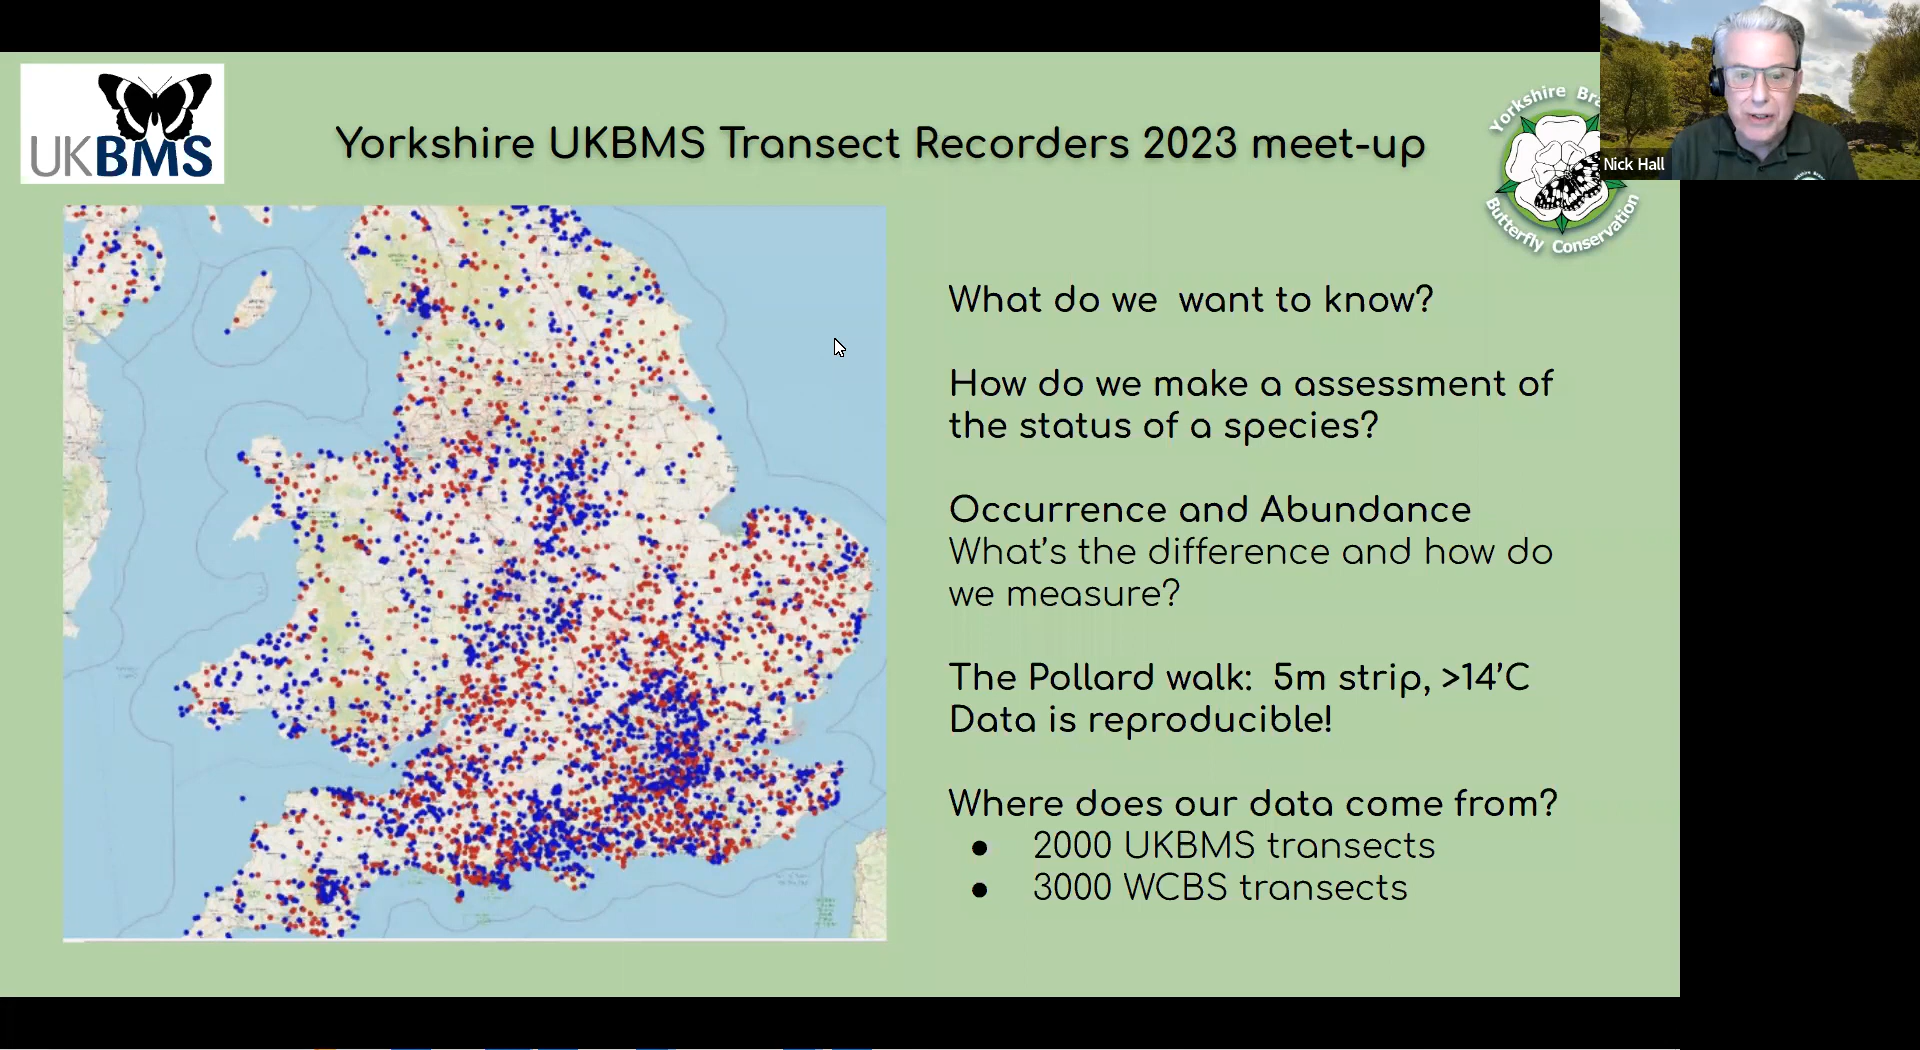 UKBMS
Yorkshire UKBMS Transect Recorders 2023 meet-up
Yorkshire Bra
Butterfly Conservation
Nick Hall
What do we  want to know?
How do we make a assessment of
the status of a species?
Occurrence and Abundance
What's the difference and how do
we measure?
The Pollard walk:  5m strip, >14'C
Data is reproducible!
Where does our data come from?
● 2000 UKBMS transects
● 3000 WCBS transects